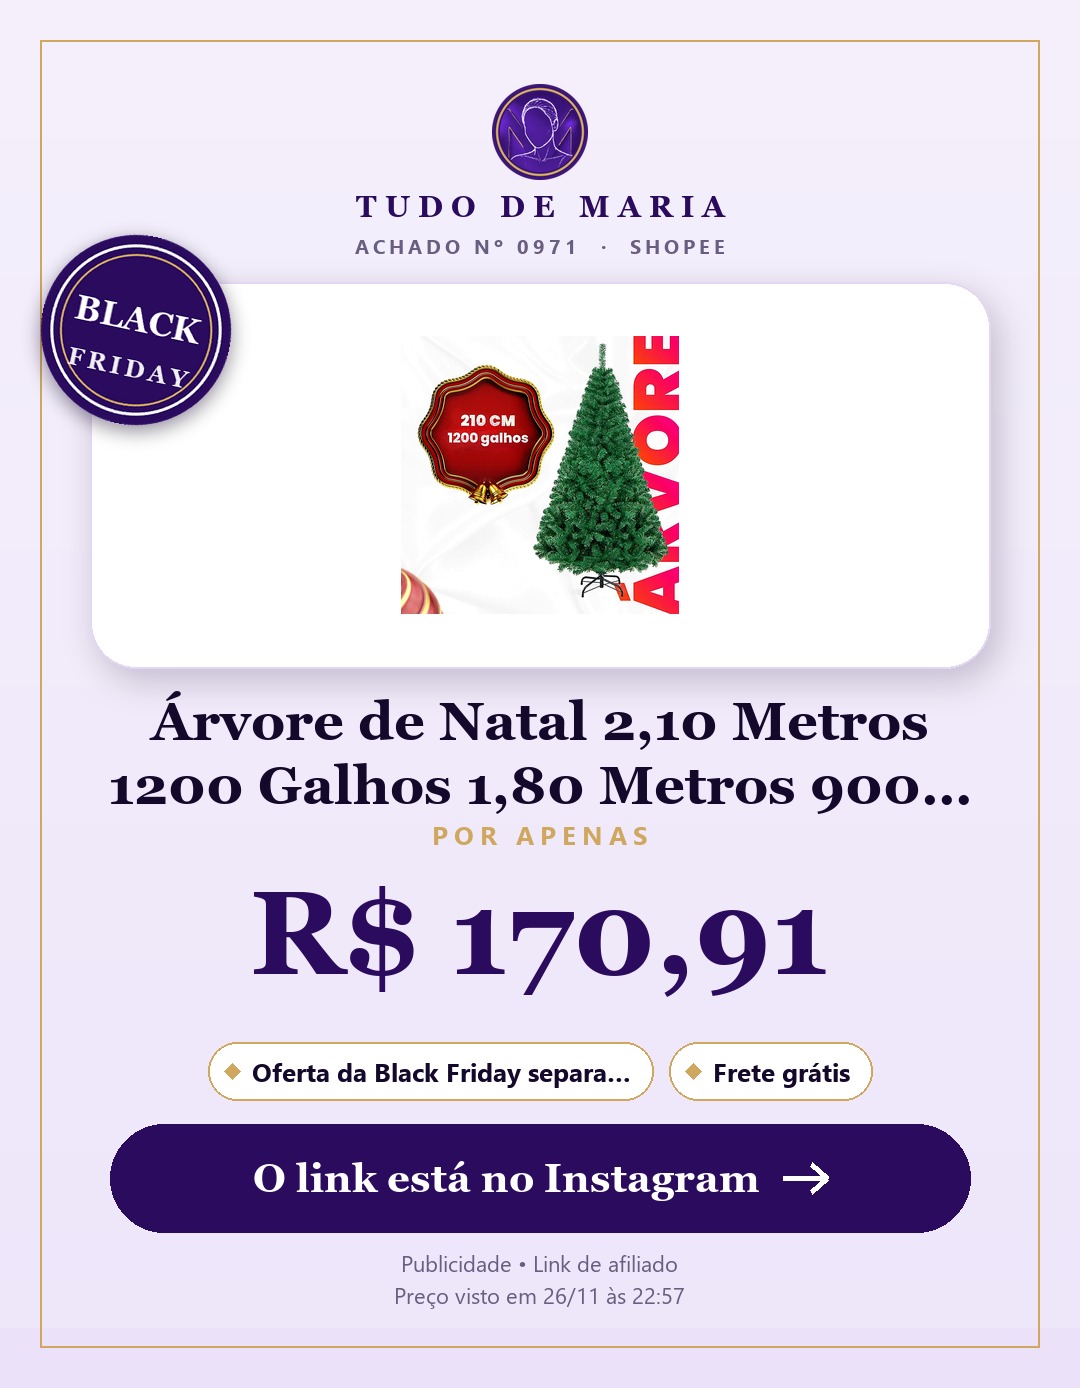 TUDO DE MARIA
ACHADO Nº 0971 · SHOPEE
BLACK
FRIDAY
210 CM
1200 galhos
ÁRVORE
Árvore de Natal 2,10 Metros
1200 Galhos 1,80 Metros 900...
POR APENAS
R$ 170,91
Oferta da Black Friday separa...
Frete grátis
O link está no Instagram →
Publicidade • Link de afiliado
Preço visto em 26/11 às 22:57